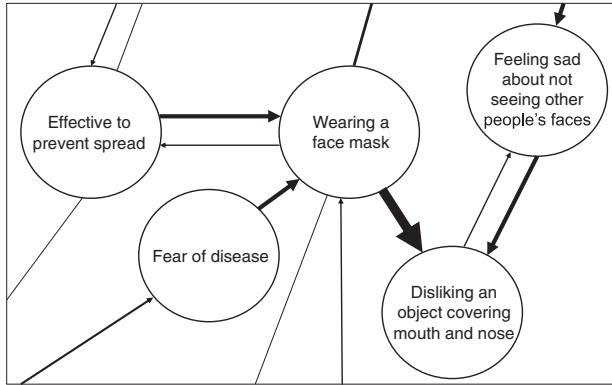 Effective to
prevent spread
Wearing a
face mask
Feeling sad
about not
seeing other
people's faces
Fear of disease
Disliking an
object covering
mouth and nose